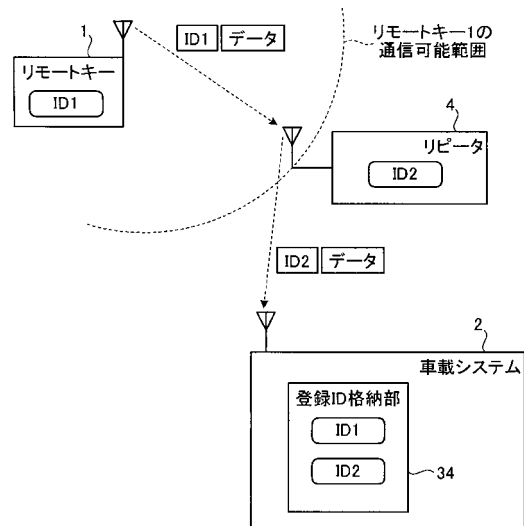 1
リモートキー
ID1
ID1 データ
リモートキー1の
通信可能範囲
4
リピータ
ID2
ID2 データ
2
車載システム
登録ID格納部
ID1
ID2
34